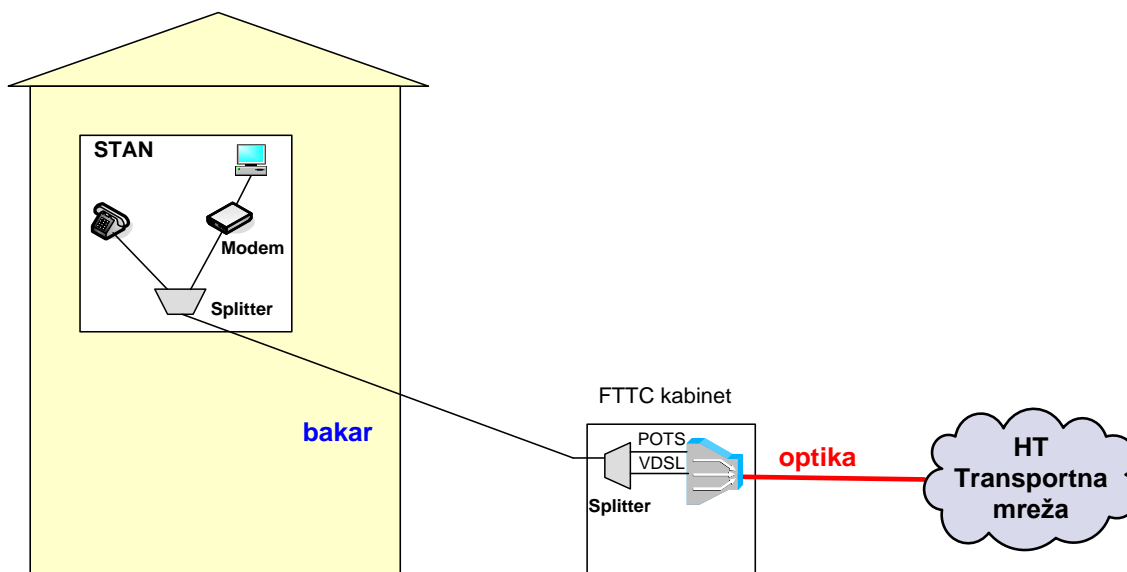 STAN
Modem
Splitter
bakar
FTTC kabinet
POTS
VDSL
Splitter
optika
HT
Transportna
mreža